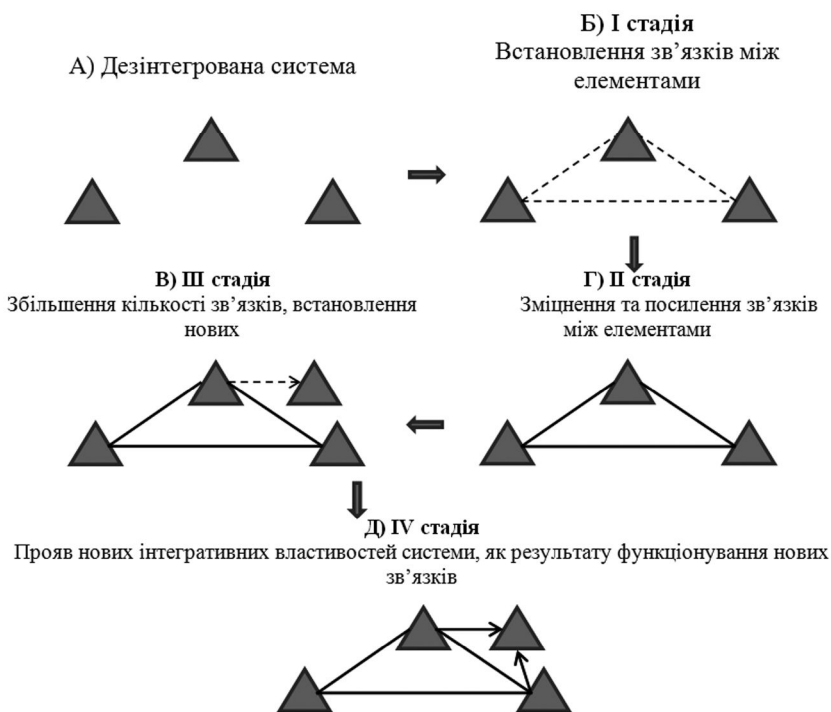 А) Дезінтегрована система
Б) І стадія
Встановлення зв’язків між
елементами
В) ІІІ стадія
Збільшення кількості зв’язків, встановлення
нових
Г) ІІ стадія
Зміцнення та посилення зв’язків
між елементами
Д) IV стадія
Прояв нових інтегративних властивостей системи, як результату функціонування нових
зв’язків